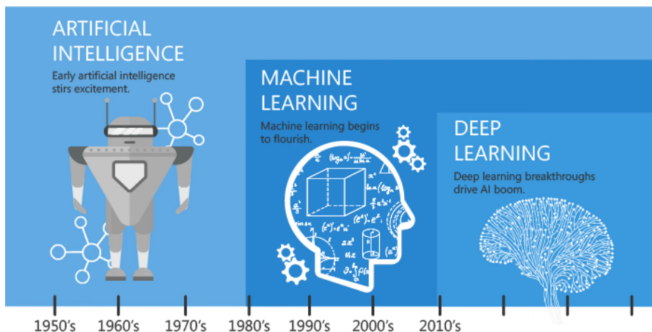 ARTIFICIAL
INTELLIGENCE
Early artificial intelligence
stirs excitement.
MACHINE
LEARNING
Machine learning begins
to flourish.
DEEP
LEARNING
Deep learning breakthroughs
drive AI boom.
1950's 1960's 1970's 1980's 1990's 2000's 2010's